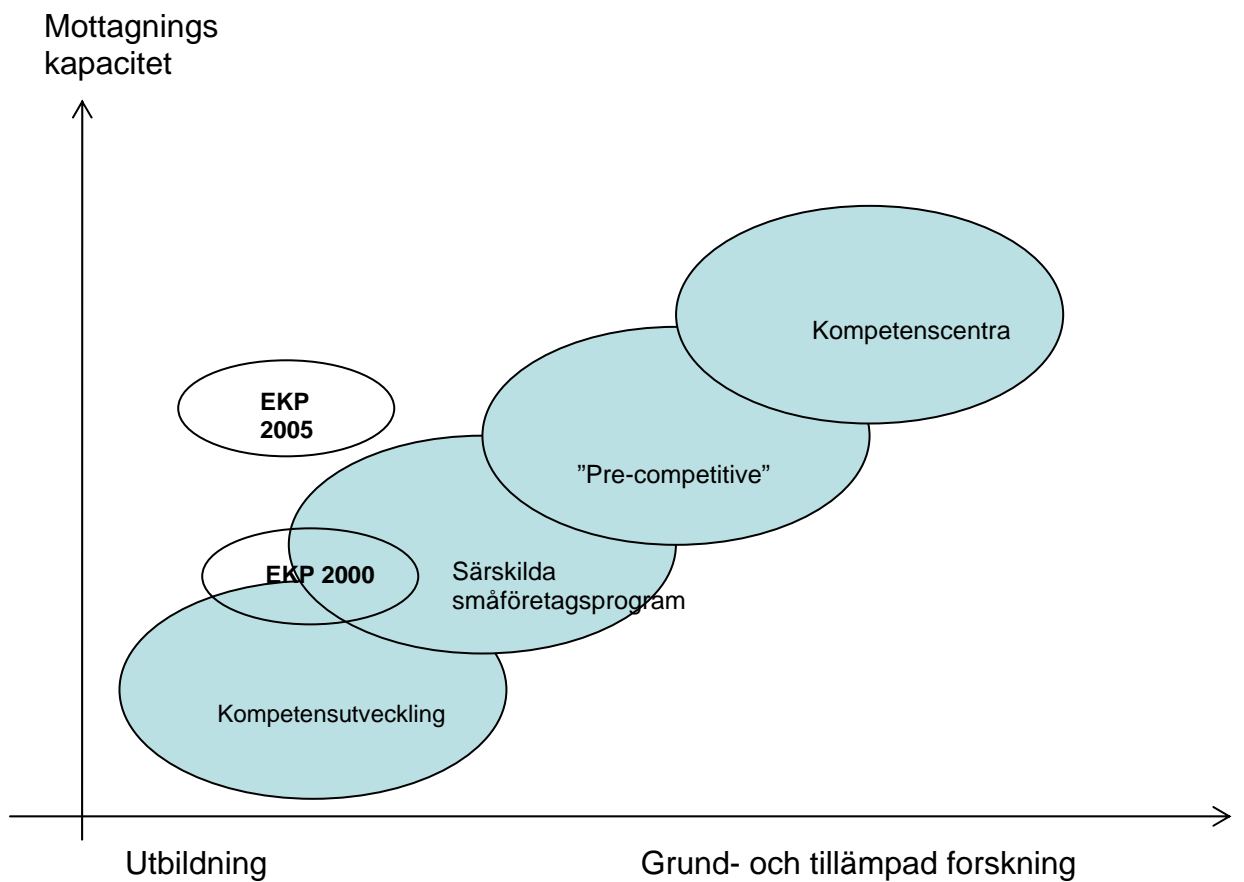 Mottagnings
kapacitet
Kompetenscentra
EKP
2005
”Pre-competitive”
EKP 2000
Särskilda
småföretagsprogram
Kompetensutveckling
Utbildning
Grund- och tillämpad forskning